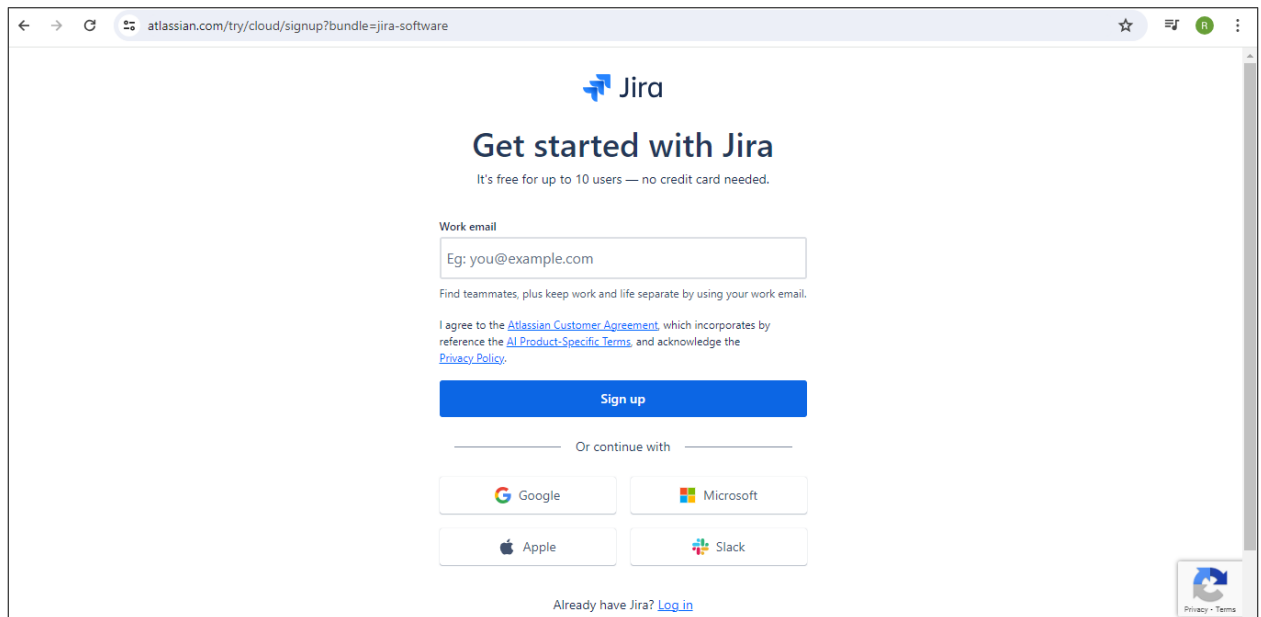 atlassian.com/try/cloud/signup?bundle=jira-software
R
Jira
Get started with Jira
It's free for up to 10 users — no credit card needed.
Work email
Eg: you@example.com
Find teammates, plus keep work and life separate by using your work email.
I agree to the Atlassian Customer Agreement, which incorporates by
reference the AI Product-Specific Terms, and acknowledge the
Privacy Policy.
Sign up
Or continue with
Google
Microsoft
Apple
Slack
Already have Jira? Log in
Privacy - Terms